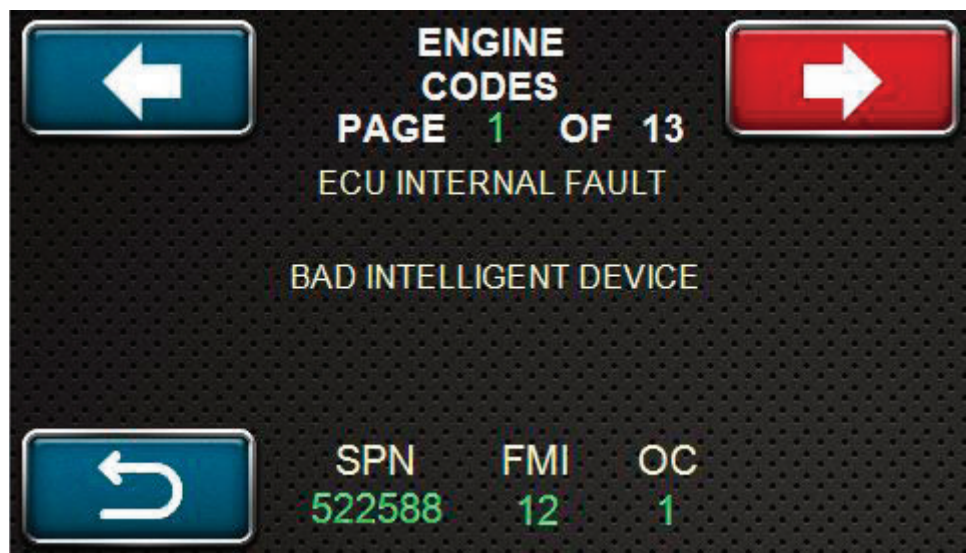 ENGINE
CODES
PAGE 1 OF 13
ECU INTERNAL FAULT
BAD INTELLIGENT DEVICE
SPN FMI OC
522588 12 1